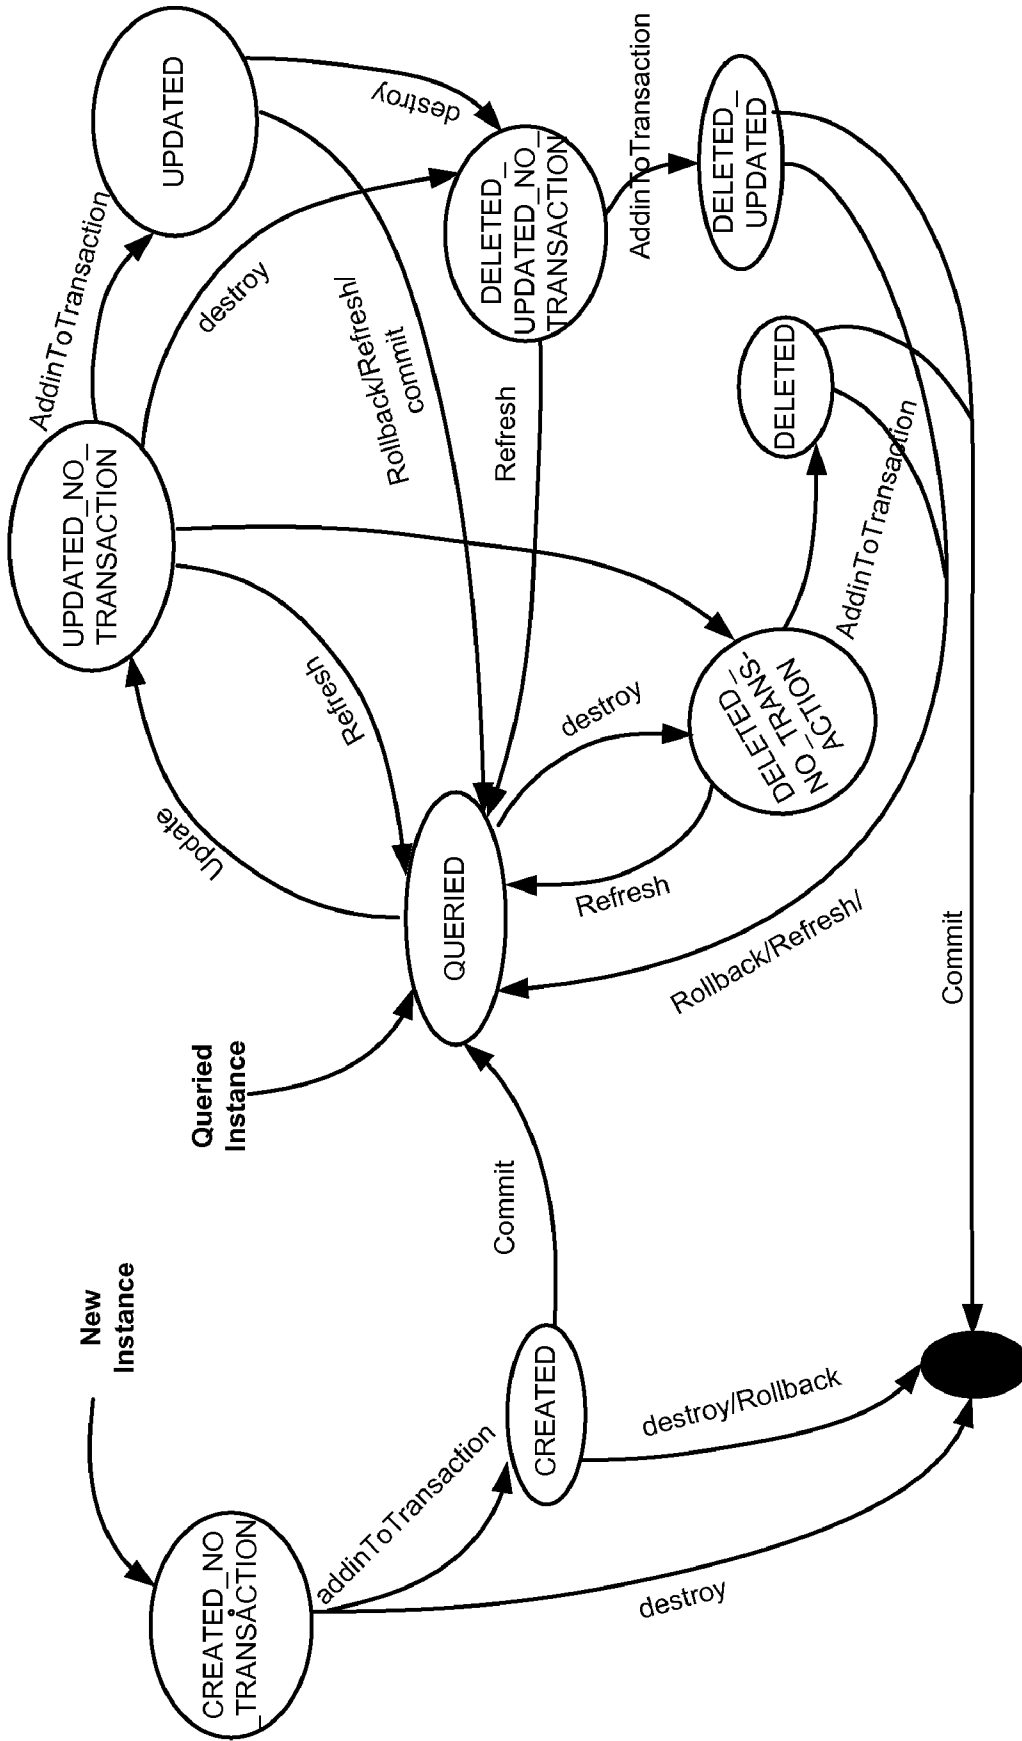 New
Instance
CREATED_NO
_TRANSÅCTION
addinToTransaction
CREATED
destroy
destroy/Rollback
Commit
Queried
Instance
QUERIED
Update
UPDATED_NO_
TRANSACTION
AddinToTransaction
UPDATED
Refresh
destroy
destroy
Rollback/Refresh/
commit
Refresh
DELETED_
UPDATED_NO_
TRANSACTION
AddinToTransaction
destroy
Refresh
DELETED_
NO_TRANS-
ACTION
DELETED
DELETED_
UPDATED
AddinToTransaction
Rollback/Refresh/
Commit